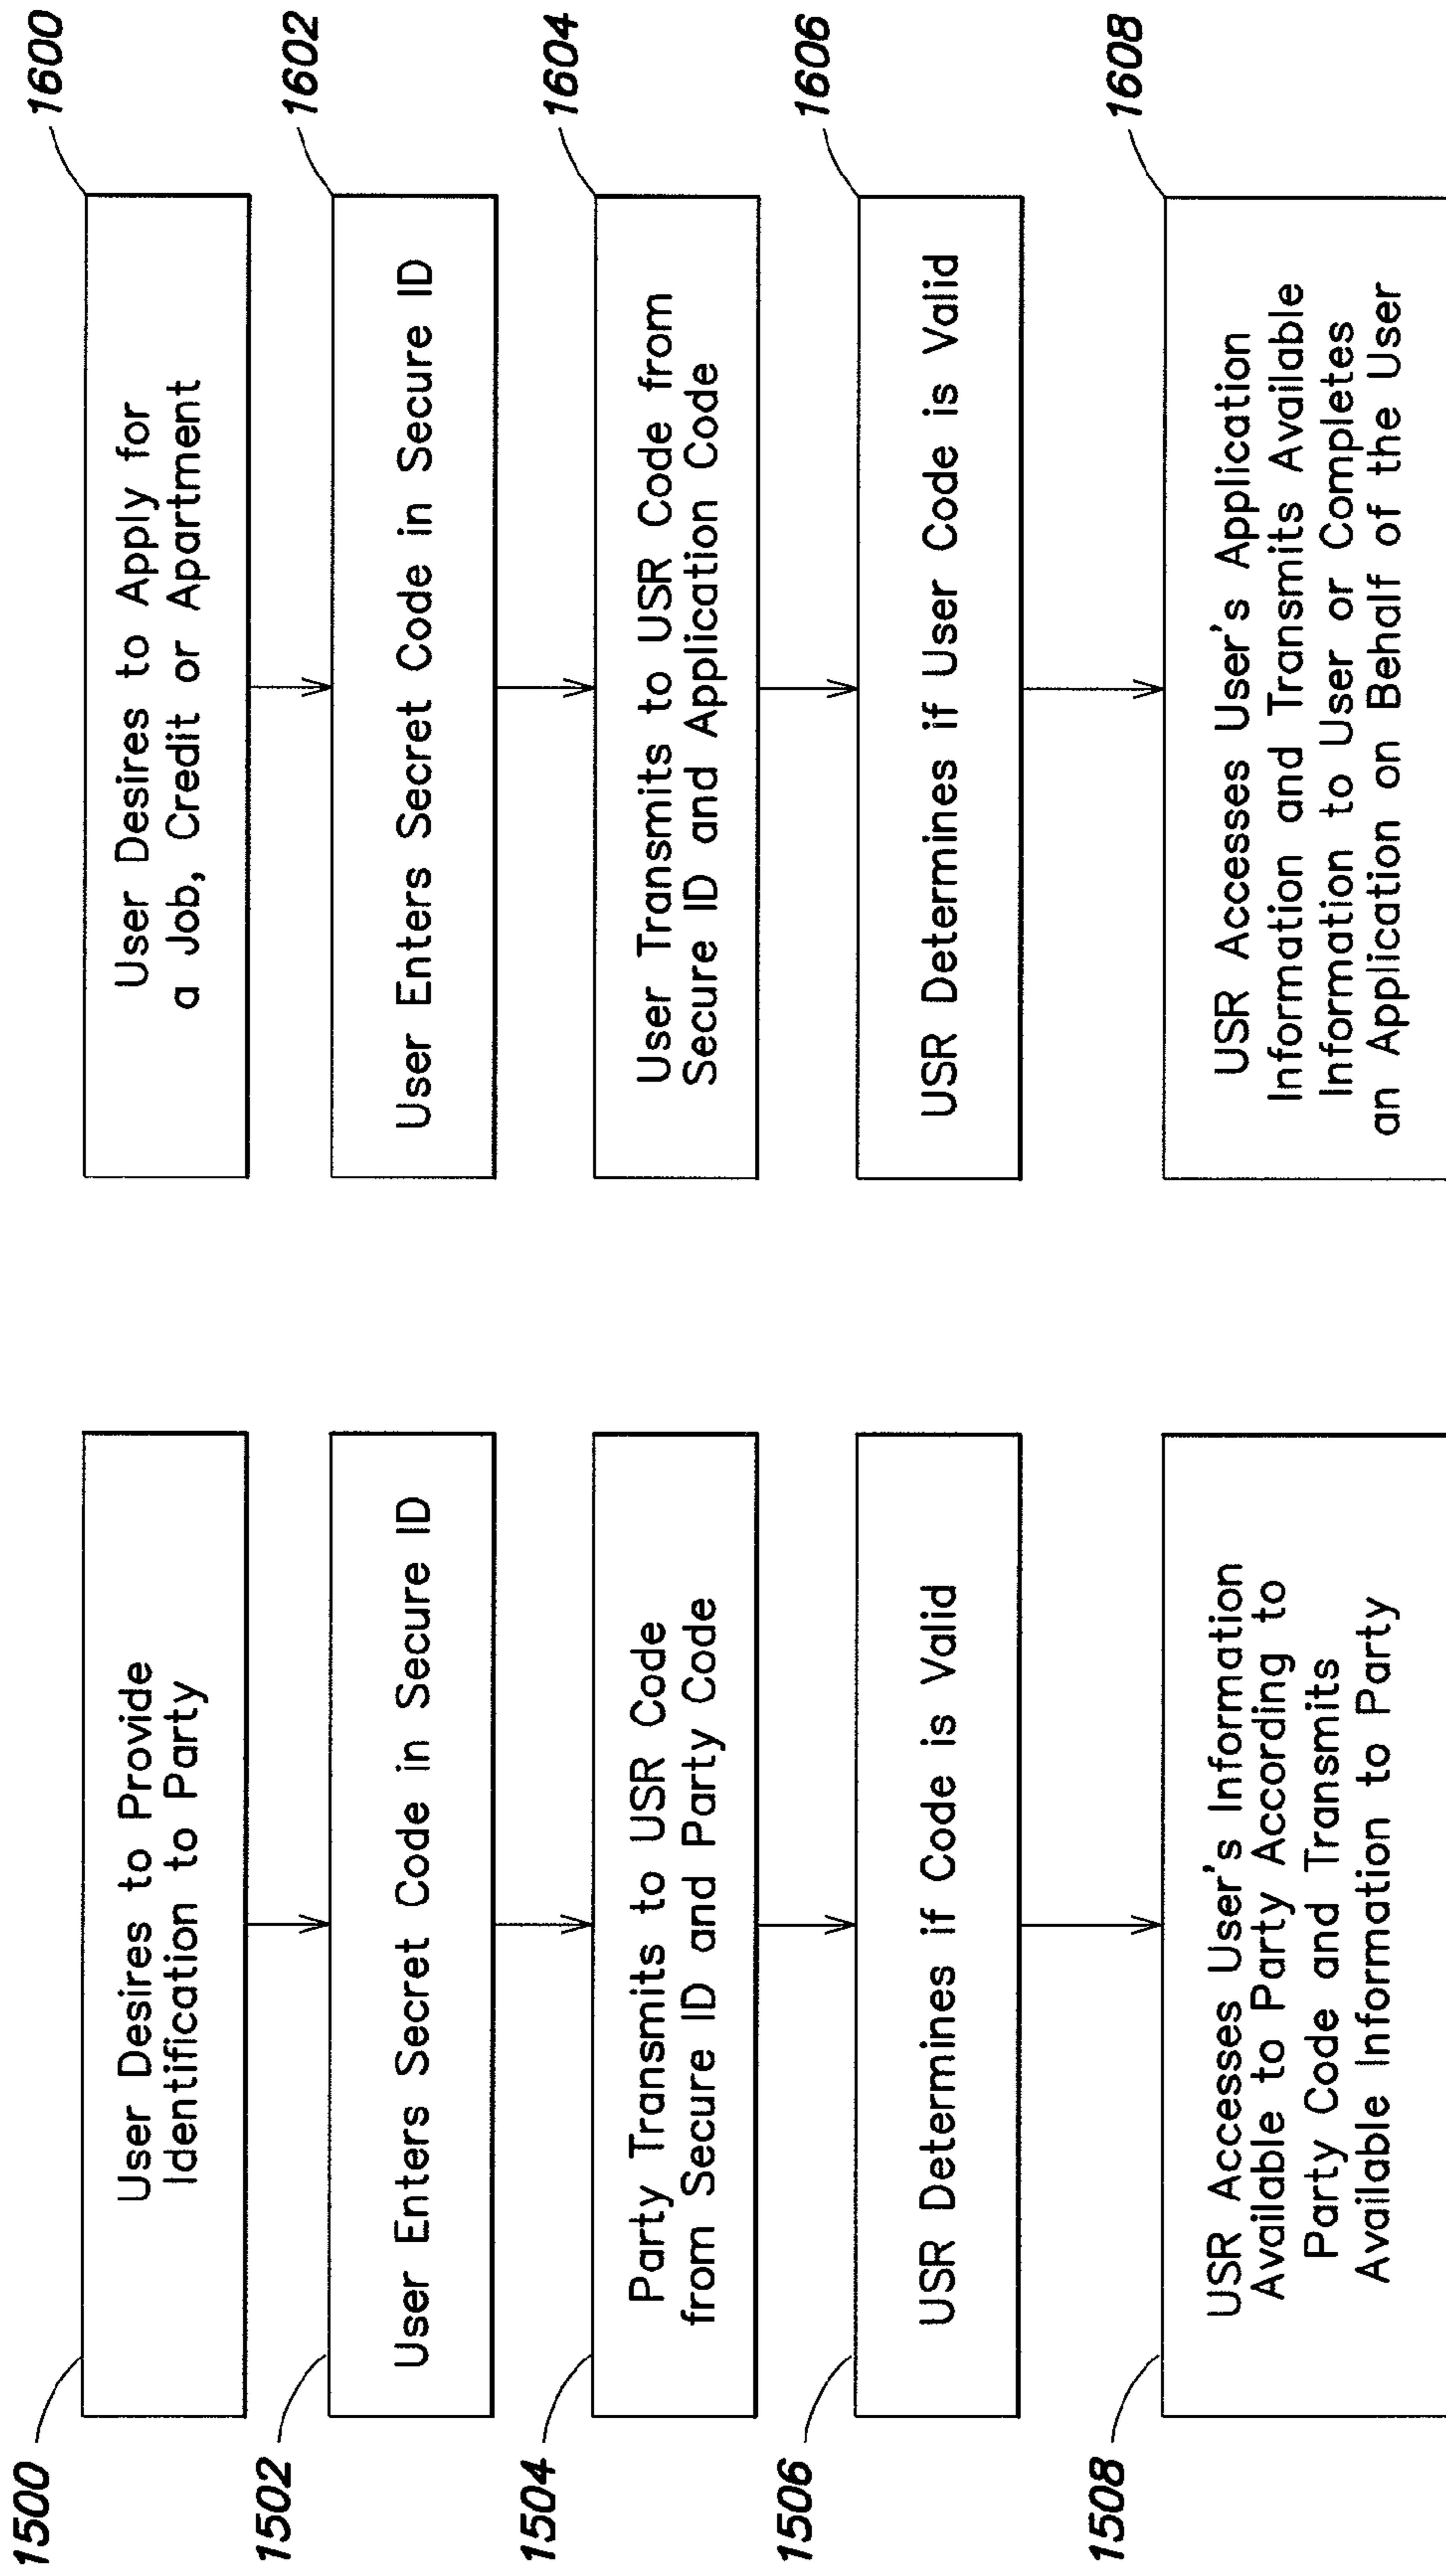 1500
User Desires to Provide
Identification to Party
1502
User Enters Secret Code in Secure ID
1504
Party Transmits to USR Code
from Secure ID and Party Code
1506
USR Determines if Code is Valid
1508
USR Accesses User's Information
Available to Party According to
Party Code and Transmits
Available Information to Party
1600
User Desires to Apply for
a Job, Credit or Apartment
1602
User Enters Secret Code in Secure ID
1604
User Transmits to USR Code from
Secure ID and Application Code
1606
USR Determines if User Code is Valid
1608
USR Accesses User's Application
Information and Transmits Available
Information to User or Completes
an Application on Behalf of the User